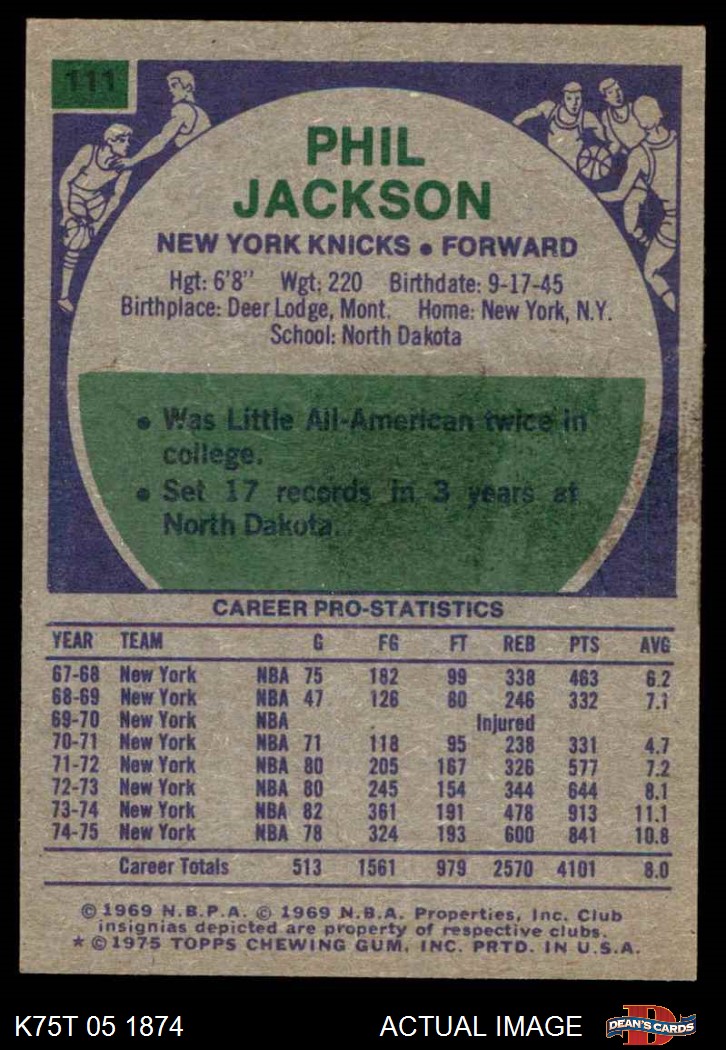 111
PHIL
JACKSON
NEW YORK KNICKS • FORWARD
Hgt: 6'8" Wgt: 220 Birthdate: 9-17-45
Birthplace: Deer Lodge, Mont. Home: New York, N.Y.
School: North Dakota
• Was Little All-American twice in
college.
• Set 17 records in 3 years at
North Dakota.
CAREER PRO-STATISTICS
YEAR TEAM G FG FT REB PTS AVG
67-68 New York NBA 75 182 99 338 463 6.2
68-69 New York NBA 47 126 80 246 332 7.1
69-70 New York NBA Injured
70-71 New York NBA 71 118 95 238 331 4.7
71-72 New York NBA 80 205 167 326 577 7.2
72-73 New York NBA 80 245 154 344 644 8.1
73-74 New York NBA 82 361 191 478 913 11.1
74-75 New York NBA 78 324 193 600 841 10.8
Career Totals 513 1561 979 2570 4101 8.0
© 1969 N.B.P.A. © 1969 N.B.A. Properties, Inc. Club
insignias depicted are property of respective clubs.
* © 1975 TOPPS CHEWING GUM, INC. PRTD. IN U.S.A.
K75T 05 1874 ACTUAL IMAGE D DEAN'S CARDS